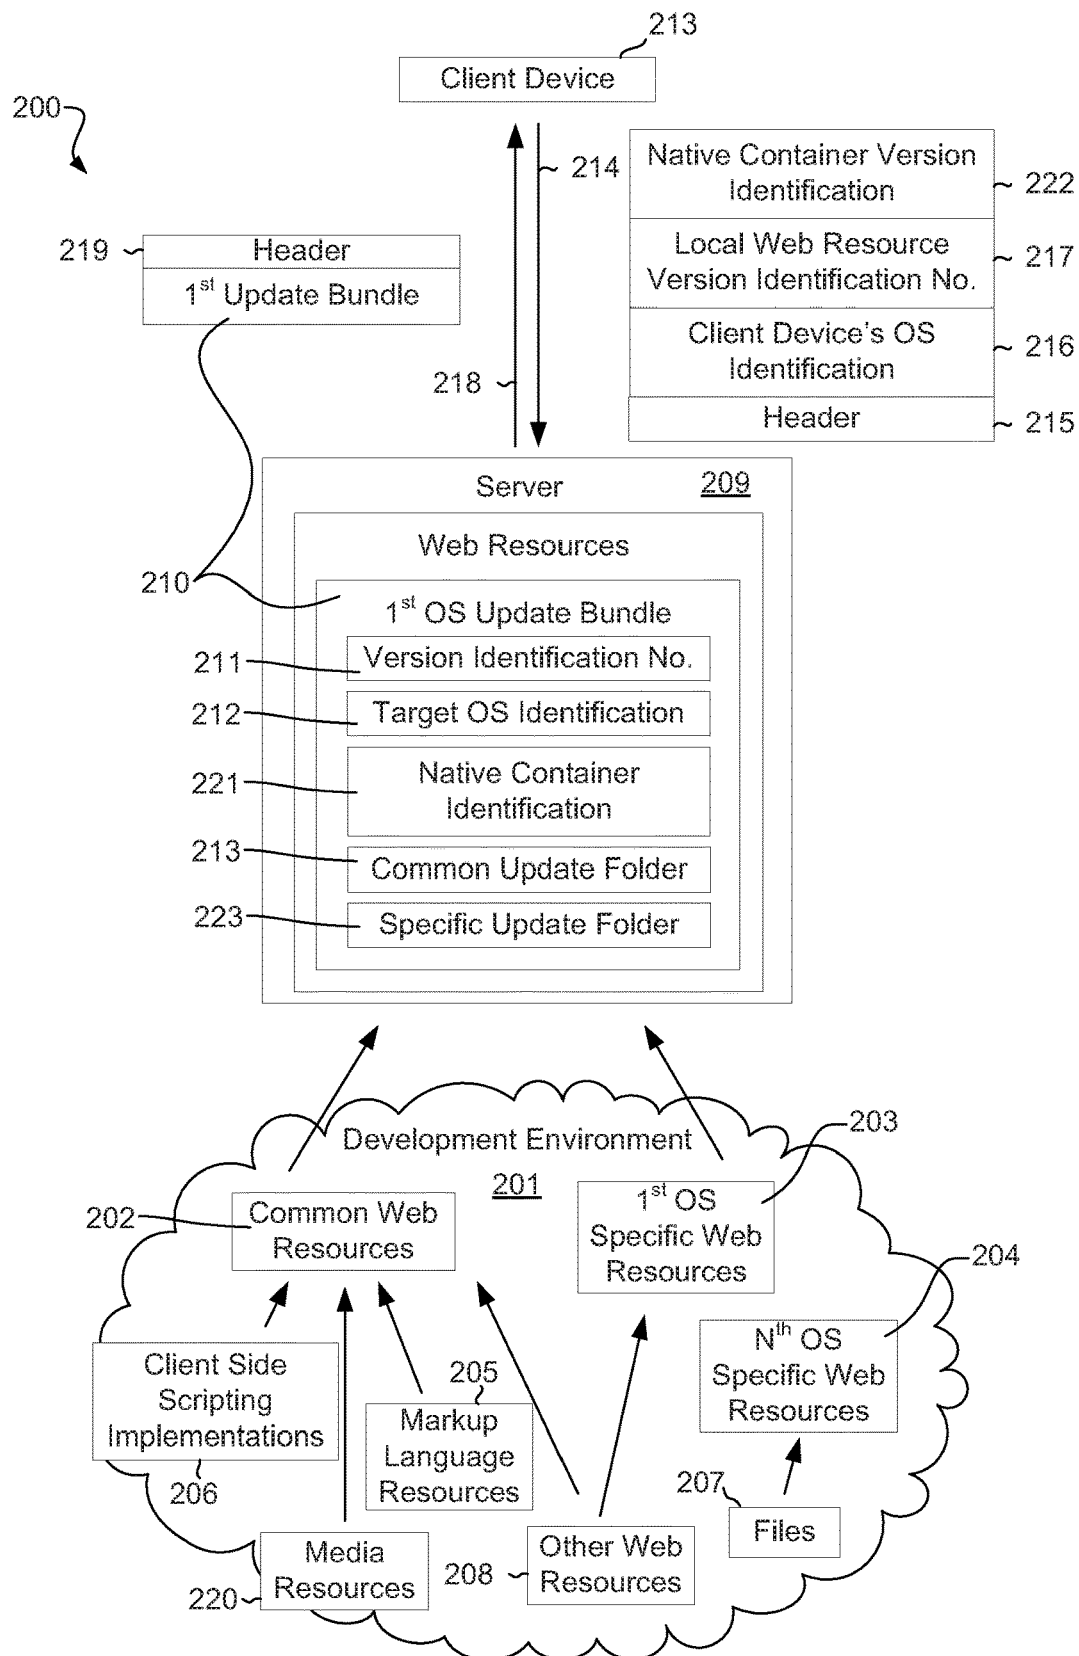 213
Client Device
200
214
Native Container Version
Identification
222
219
Header
1st Update Bundle
Local Web Resource
Version Identification No.
217
218
Client Device's OS
Identification
216
Header
215
Server
209
Web Resources
210
1st OS Update Bundle
211
Version Identification No.
212
Target OS Identification
221
Native Container
Identification
213
Common Update Folder
223
Specific Update Folder
Development Environment
201
203
202
Common Web
Resources
1st OS
Specific Web
Resources
204
Nth OS
Specific Web
Resources
Client Side
Scripting
Implementations
206
205
Markup
Language
Resources
207
Files
Media
Resources
220
208
Other Web
Resources